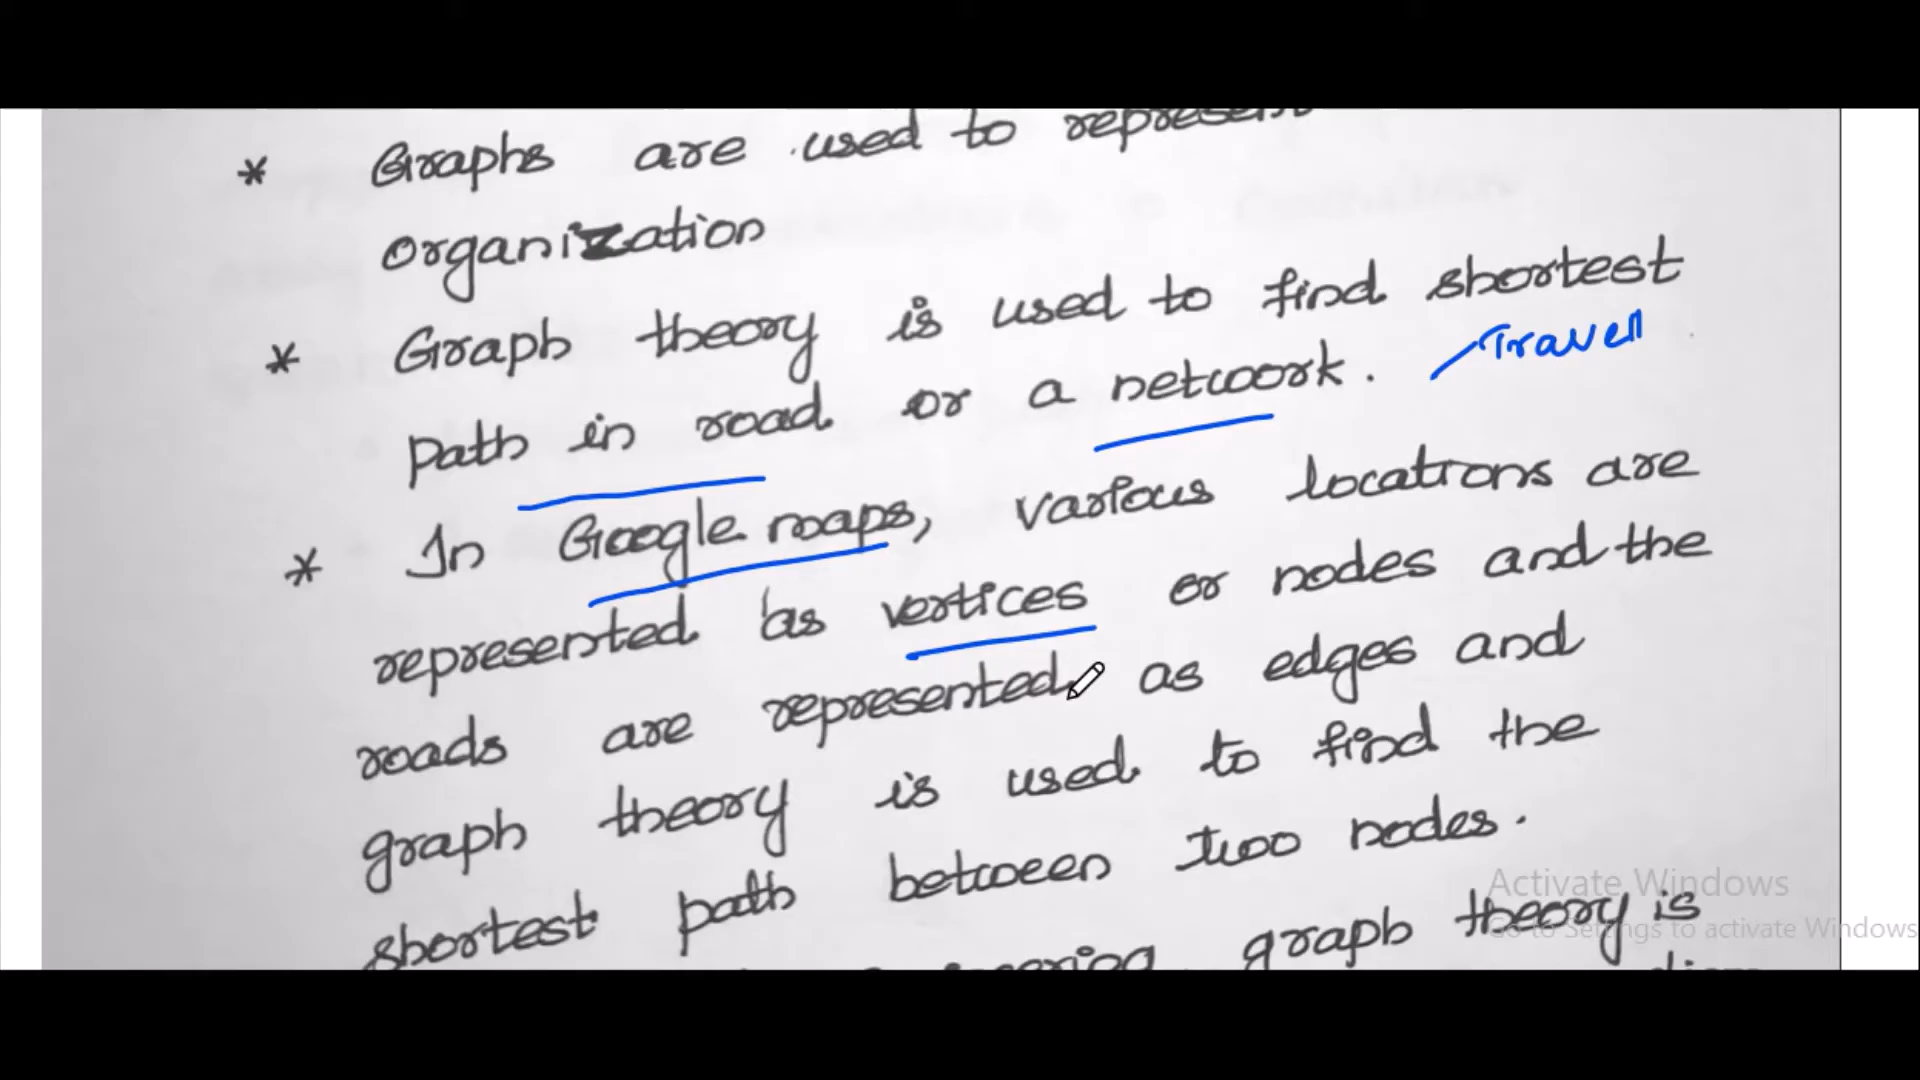 * Graphs are used to represent
organization
* Graph theory is used to find shortest
Travel
path in road or a network.
* In Google maps, various locations are
represented as vertices or nodes and the
roads are represented as edges and
graph theory is used to find the
shortest path between two nodes.
Activate Windows
Go to Settings to activate Windows
graph theory is